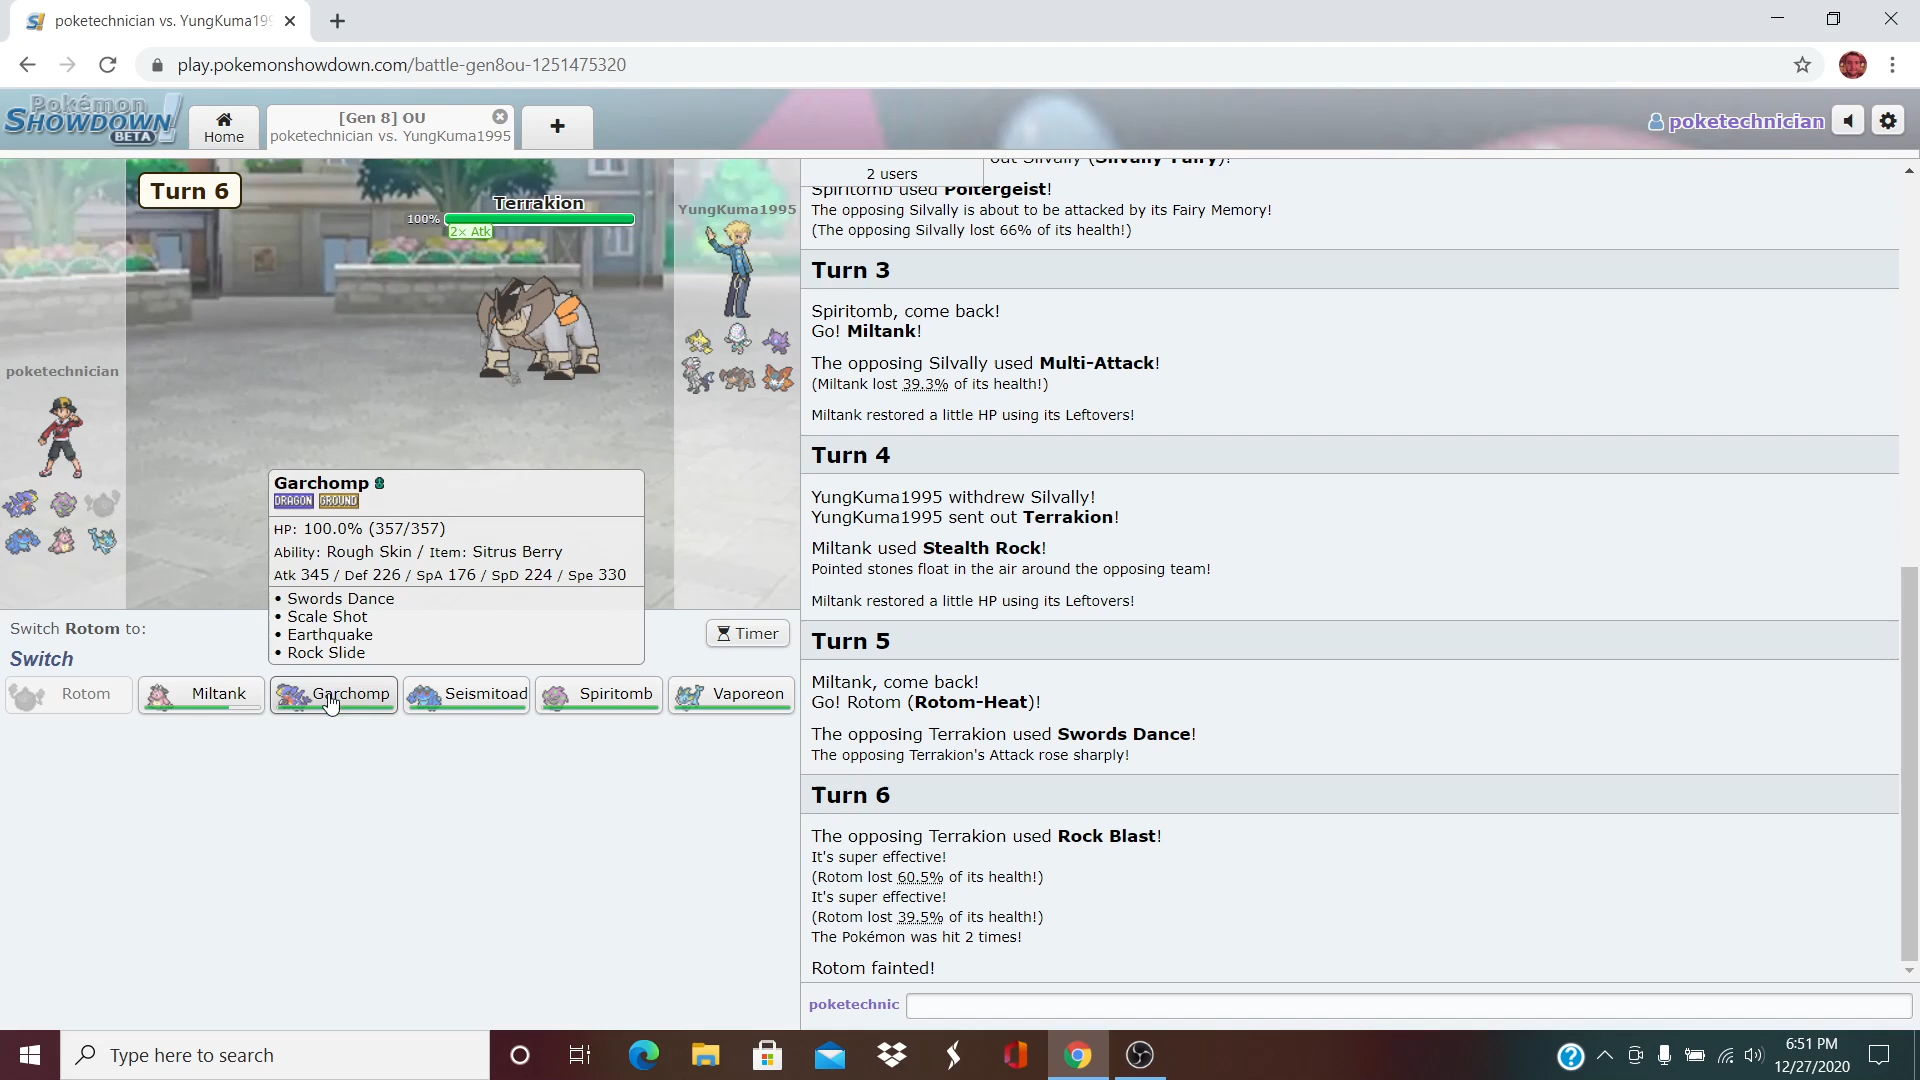 poketechnician vs. YungKuma199
play.pokemonshowdown.com/battle-gen8ou-1251475320
Pokémon
SHOWDOWN!
BETA
Home
[Gen 8] OU
poketechnician vs. YungKuma1995
+
poketechnician
Turn 6
Terrakion
100%
2× Atk
YungKuma1995
poketechnician
Garchomp
DRAGON GROUND
HP: 100.0% (357/357)
Ability: Rough Skin / Item: Sitrus Berry
Atk 345 / Def 226 / SpA 176 / SpD 224 / Spe 330
• Swords Dance
• Scale Shot
• Earthquake
• Rock Slide
Switch Rotom to:
Timer
Switch
Rotom
Miltank
Garchomp
Seismitoad
Spiritomb
Vaporeon
2 users
out Silvally (Silvally-Fairy)!
Spiritomb used Poltergeist!
The opposing Silvally is about to be attacked by its Fairy Memory!
(The opposing Silvally lost 66% of its health!)
Turn 3
Spiritomb, come back!
Go! Miltank!
The opposing Silvally used Multi-Attack!
(Miltank lost 39.3% of its health!)
Miltank restored a little HP using its Leftovers!
Turn 4
YungKuma1995 withdrew Silvally!
YungKuma1995 sent out Terrakion!
Miltank used Stealth Rock!
Pointed stones float in the air around the opposing team!
Miltank restored a little HP using its Leftovers!
Turn 5
Miltank, come back!
Go! Rotom (Rotom-Heat)!
The opposing Terrakion used Swords Dance!
The opposing Terrakion's Attack rose sharply!
Turn 6
The opposing Terrakion used Rock Blast!
It's super effective!
(Rotom lost 60.5% of its health!)
It's super effective!
(Rotom lost 39.5% of its health!)
The Pokémon was hit 2 times!
Rotom fainted!
poketechnic
Type here to search
6:51 PM
12/27/2020